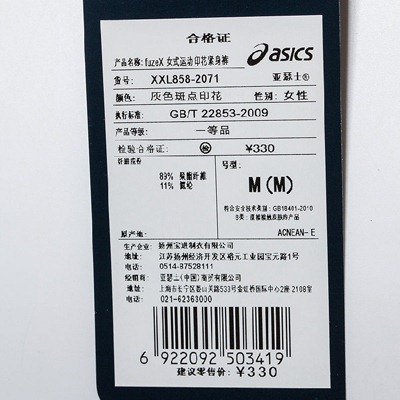 合格证
产品名称: fuzeX 女式运动印花紧身裤
asics
货号: XXL858-2071
亚瑟士®
颜色: 灰色斑点印花 性别: 女性
执行标准: GB/T 22853-2009
产品等级: 一等品
检验合格证: 检 ¥330
纤维成份
89% 聚酯纤维
11% 氨纶
号型:
M (M)
符合安全技术类别: GB18401-2010
B类: 直接接触皮肤的产品
原产地: ACNEAN-E
生产企业: 扬州宝进制衣有限公司
地址: 江苏扬州经济开发区裕元工业园宝元路1号
电话: 0514-87528111
经销商: 亚瑟士(中国)商贸有限公司
地址: 上海市长宁区娄山关路533号金虹桥国际中心2座 2108室
电话: 021-62363000
6 922092 503419
建议零售价: ¥330